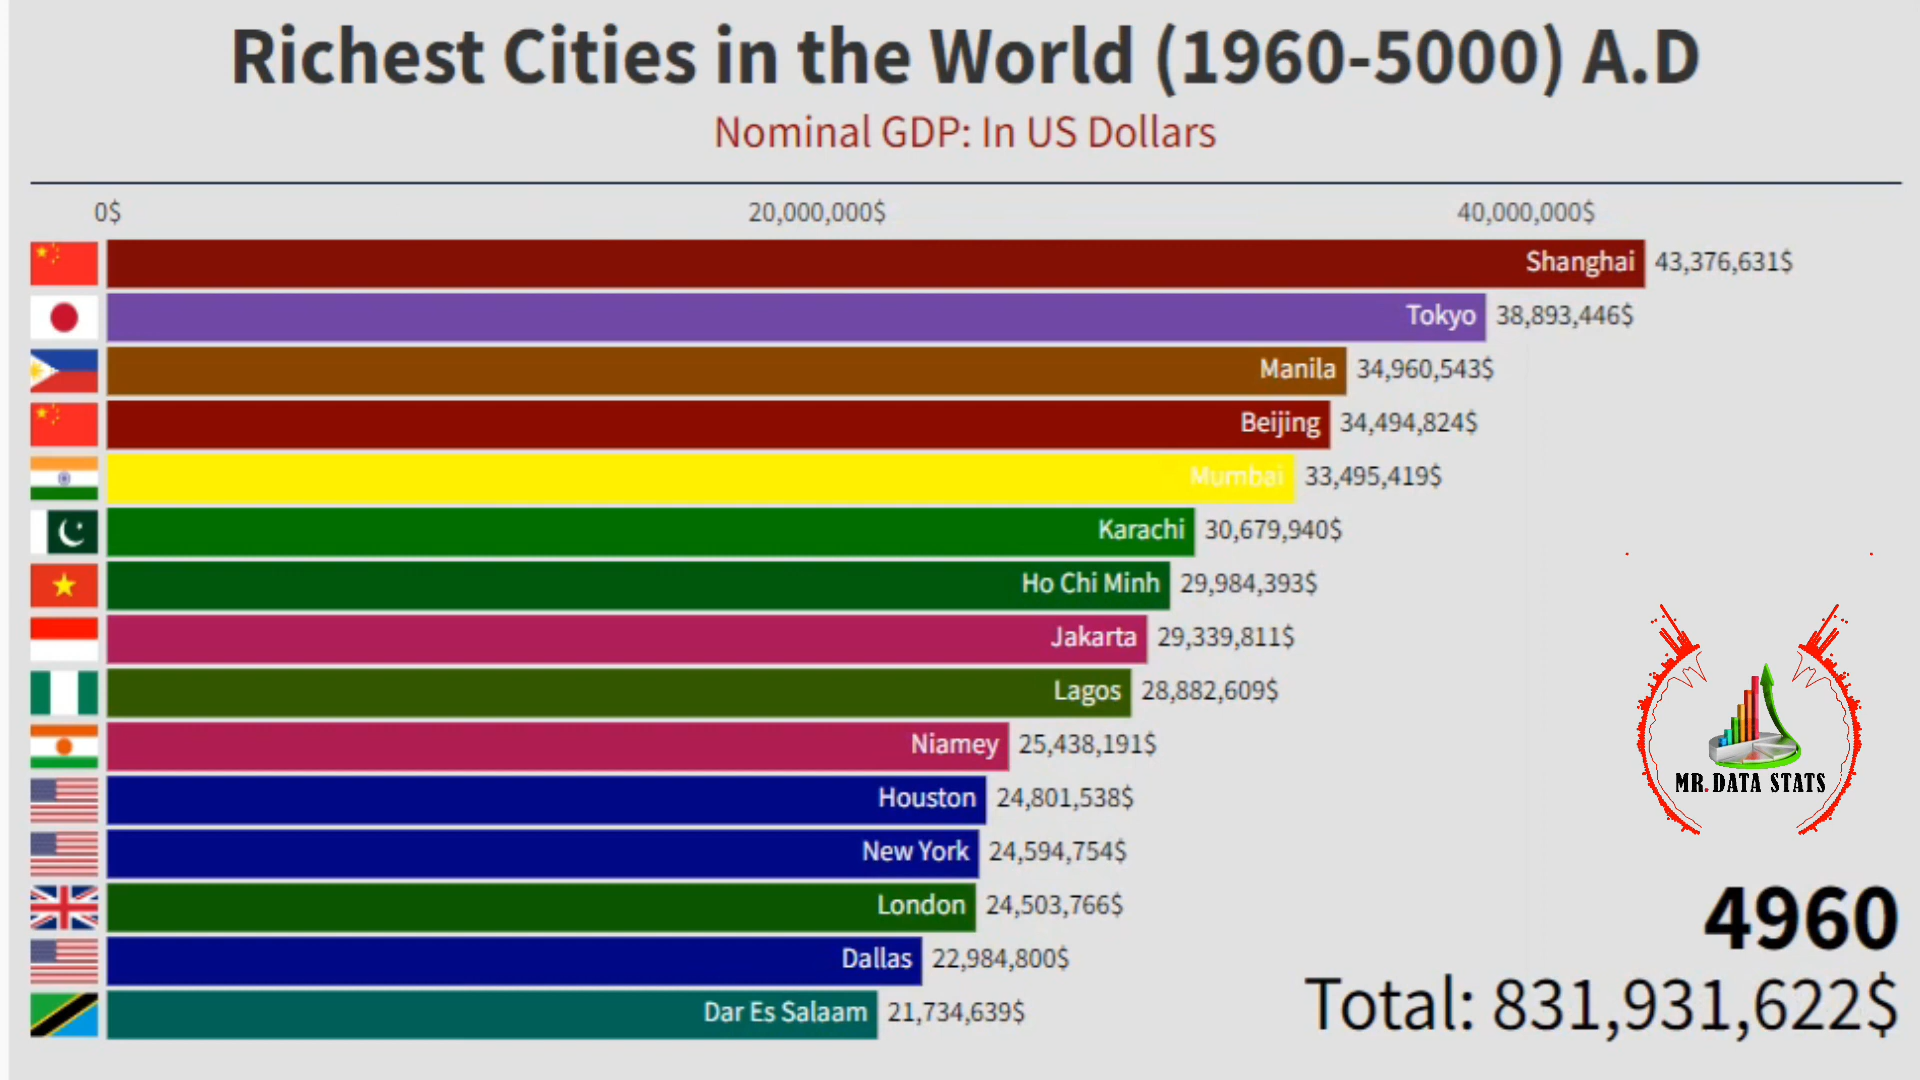 Richest Cities in the World (1960-5000) A.D
Nominal GDP: In US Dollars
0$ 20,000,000$ 40,000,000$
Shanghai 43,376,631$
Tokyo 38,893,446$
Manila 34,960,543$
Beijing 34,494,824$
Mumbai 33,495,419$
Karachi 30,679,940$
Ho Chi Minh 29,984,393$
Jakarta 29,339,811$
Lagos 28,882,609$
Niamey 25,438,191$
Houston 24,801,538$
New York 24,594,754$
London 24,503,766$
Dallas 22,984,800$
Dar Es Salaam 21,734,639$
MR.DATA STATS
4960
Total: 831,931,622$